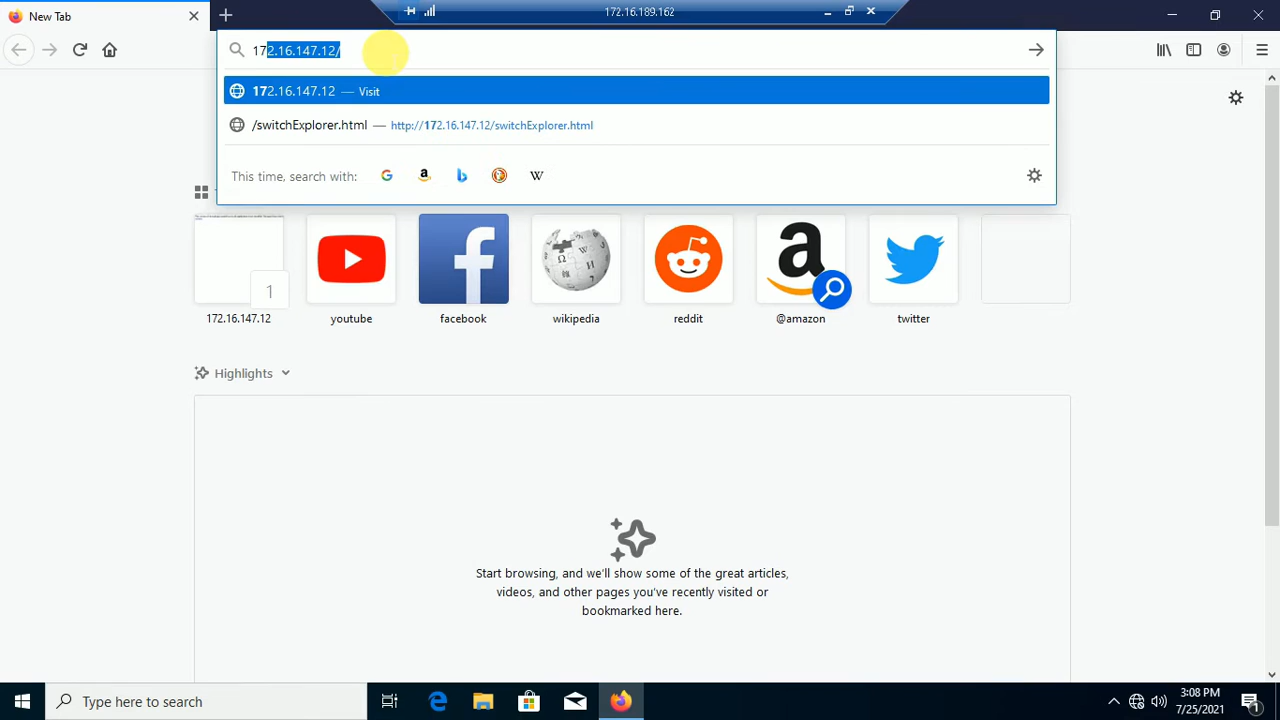 New Tab
172.16.189.162
172.16.147.12/
172.16.147.12 — Visit
/switchExplorer.html — http://172.16.147.12/switchExplorer.html
This time, search with:
1
172.16.147.12
youtube
facebook
wikipedia
reddit
@amazon
twitter
Highlights
Start browsing, and we'll show some of the great articles,
videos, and other pages you've recently visited or
bookmarked here.
Type here to search
3:08 PM
7/25/2021
1